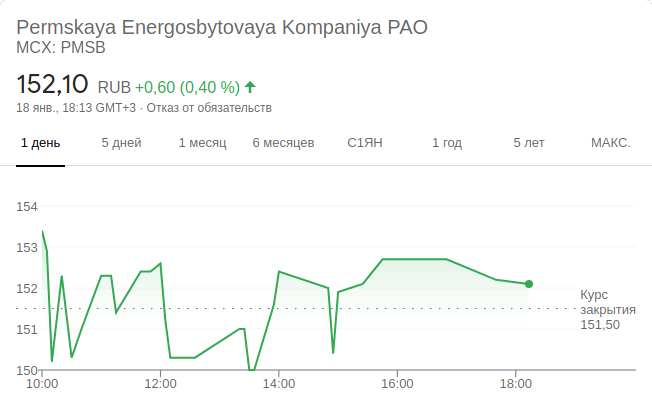 Permskaya Energosbytovaya Kompaniya PAO
MCX: PMSB
152,10 RUB +0,60 (0,40 %)
18 янв., 18:13 GMT+3 · Отказ от обязательств
1 день 5 дней 1 месяц 6 месяцев С1ЯН 1 год 5 лет МАКС.
154
153
152
151
150
Курс
закрытия
151,50
10:00 12:00 14:00 16:00 18:00